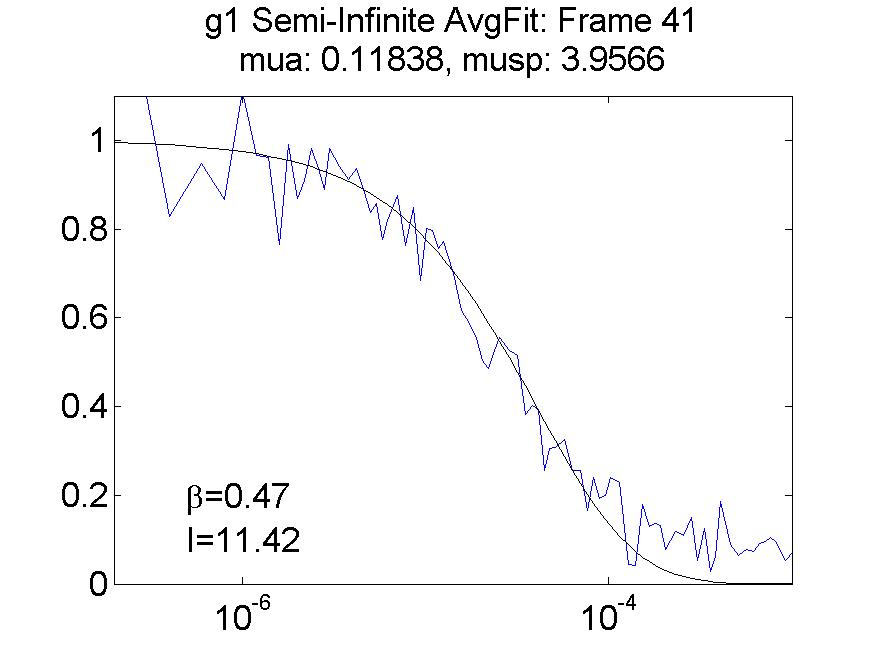 g1 Semi-Infinite AvgFit: Frame 41
mua: 0.11838, musp: 3.9566
1
0.8
0.6
0.4
0.2
0
β=0.47
I=11.42
10^-6
10^-4